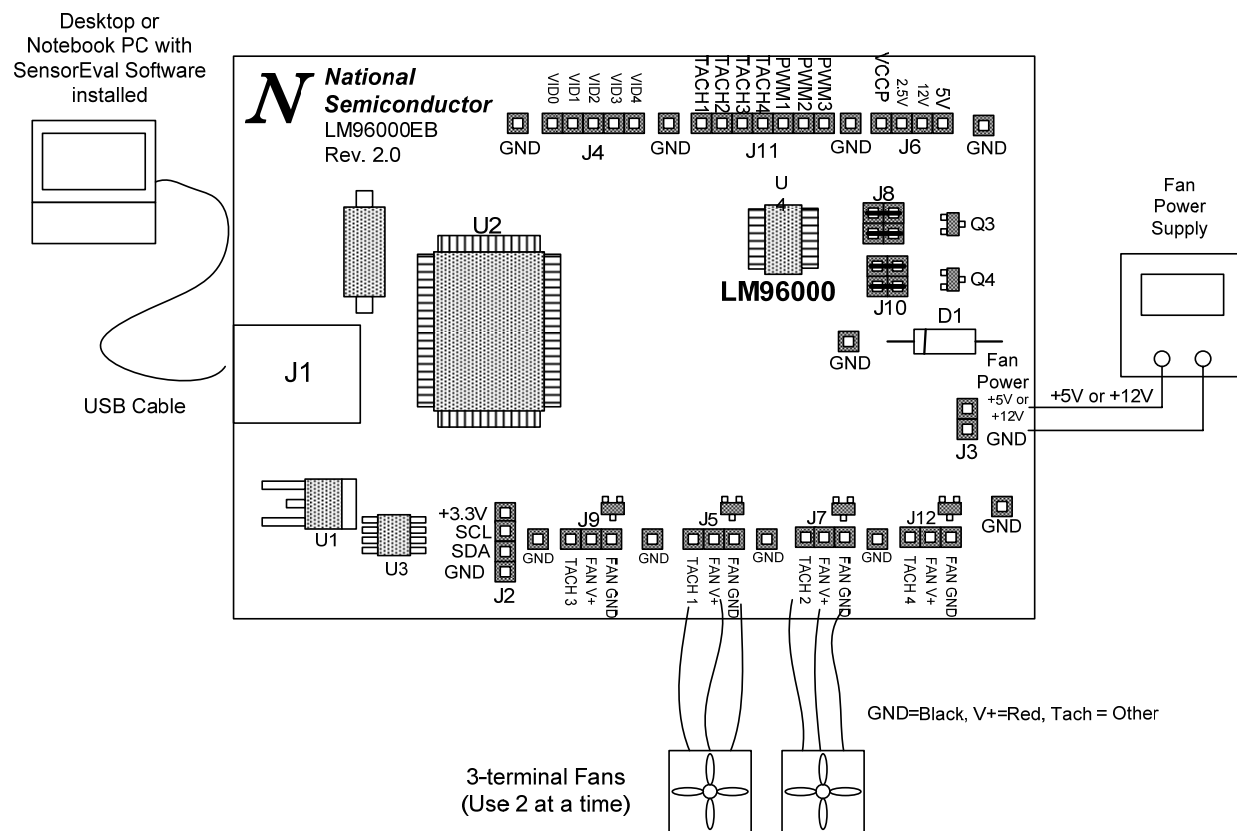 Desktop or
Notebook PC with
SensorEval Software
installed
USB Cable
N National
Semiconductor
LM96000EB
Rev. 2.0
VID0
VID1
VID2
VID3
VID4
GND
J4
GND
TACH1
TACH2
TACH3
TACH4
PWM1
PWM2
PWM3
J11
GND
VCCP
2.5V
12V
5V
J6
GND
U2
U
4
LM96000
J8
Q3
Q4
J10
D1
GND
J1
Fan
Power
+5V or
+12V
GND
J3
Fan
Power
Supply
+5V or +12V
U1
U3
+3.3V
SCL
SDA
GND
J2
GND
J9
TACH 3
FAN V+
FAN GND
GND
J5
TACH 1
FAN V+
FAN GND
GND
J7
TACH 2
FAN V+
FAN GND
GND
J12
TACH 4
FAN V+
FAN GND
GND
GND=Black, V+=Red, Tach = Other
3-terminal Fans
(Use 2 at a time)